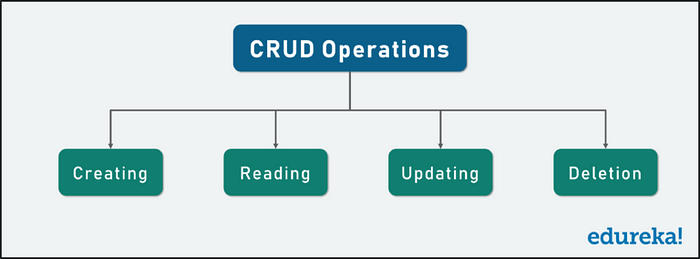 CRUD Operations
Creating
Reading
Updating
Deletion
edureka!